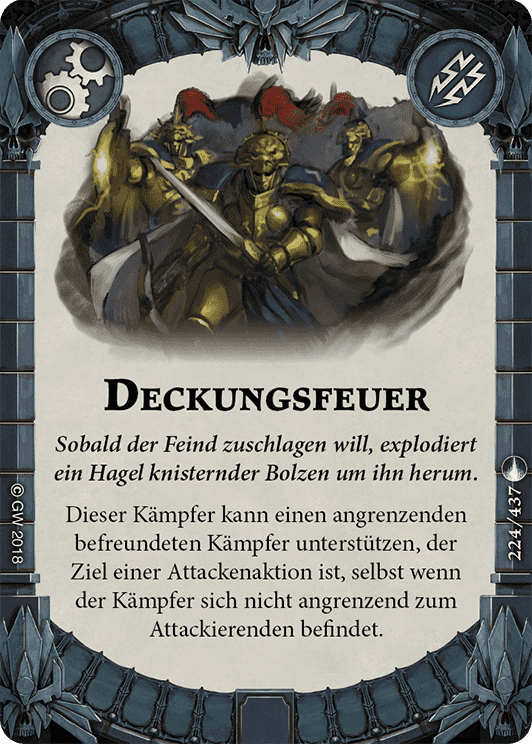 DECKUNGSFEUER
Sobald der Feind zuschlagen will, explodiert
ein Hagel knisternder Bolzen um ihn herum.
Dieser Kämpfer kann einen angrenzenden
befreundeten Kämpfer unterstützen, der
Ziel einer Attackenaktion ist, selbst wenn
der Kämpfer sich nicht angrenzend zum
Attackierenden befindet.
© GW 2018
224/437